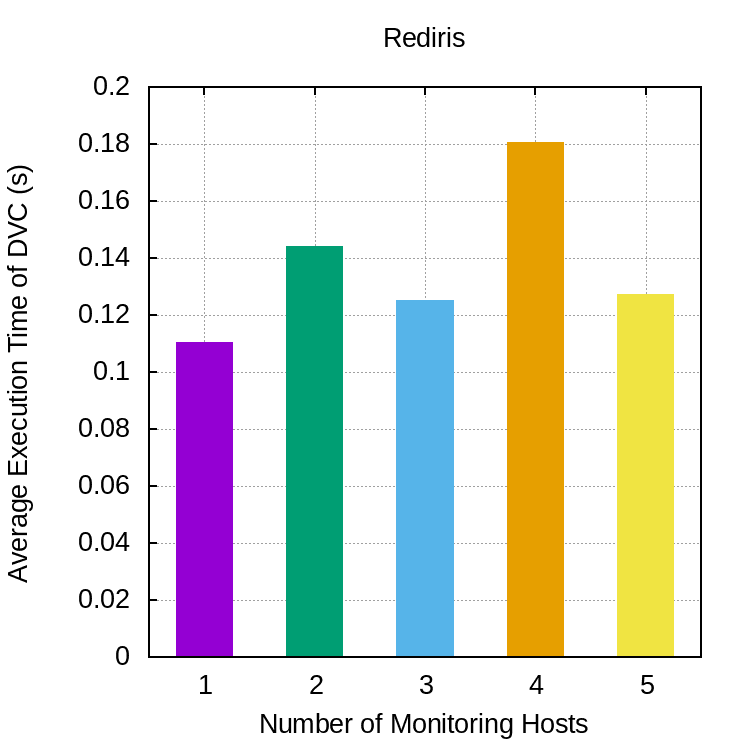 Rediris
Average Execution Time of DVC (s)
0.2
0.18
0.16
0.14
0.12
0.1
0.08
0.06
0.04
0.02
0
1 2 3 4 5
Number of Monitoring Hosts